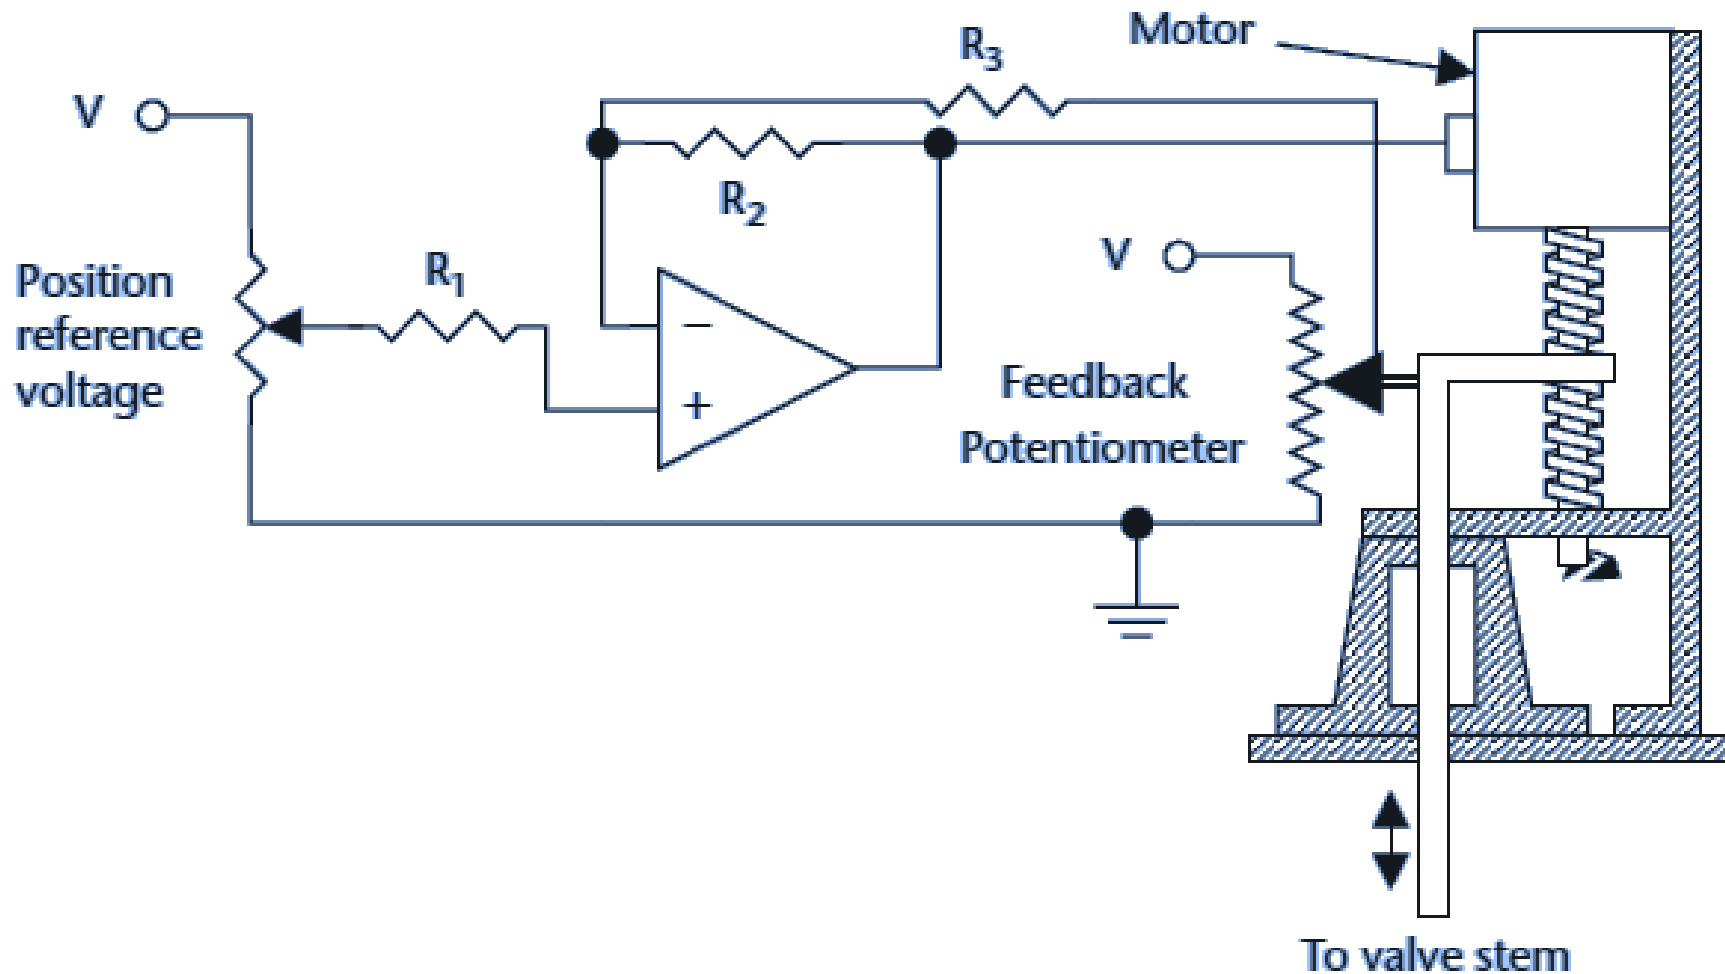 Motor
R3
V
R2
R1
V
Position
reference
voltage
−
+
Feedback
Potentiometer
To valve stem